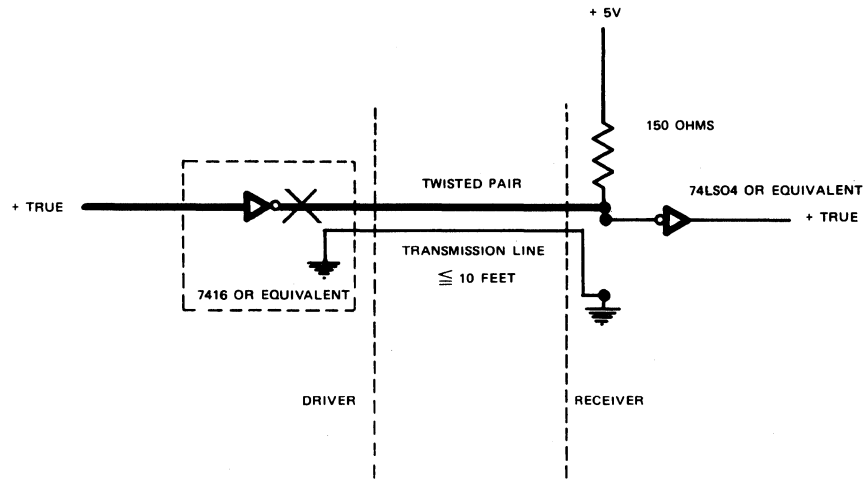 + 5V
150 OHMS
TWISTED PAIR
74LS04 OR EQUIVALENT
+ TRUE
+ TRUE
TRANSMISSION LINE
≦ 10 FEET
7416 OR EQUIVALENT
DRIVER
RECEIVER